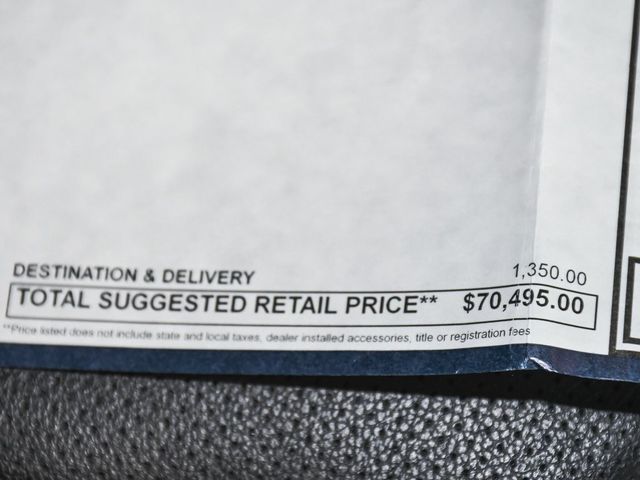 DESTINATION & DELIVERY 1,350.00
TOTAL SUGGESTED RETAIL PRICE** $70,495.00
**Price listed does not include state and local taxes, dealer installed accessories, title or registration fees